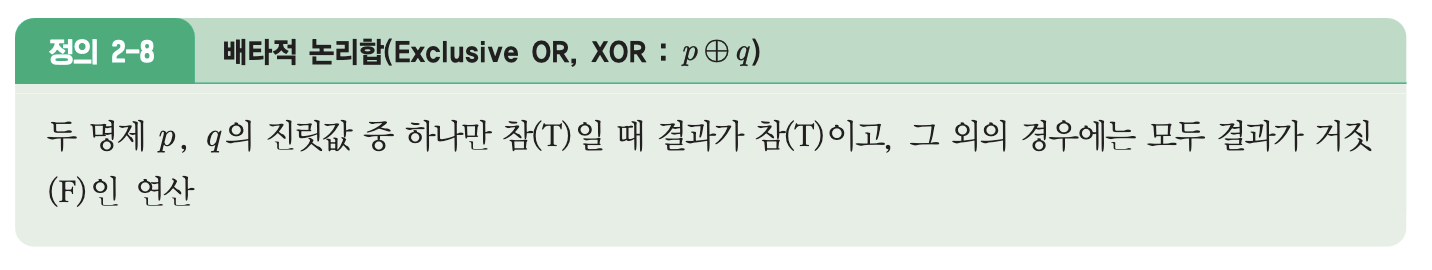 정의 2-8 배타적 논리합(Exclusive OR, XOR : p⊕q)
두 명제 p, q의 진릿값 중 하나만 참(T)일 때 결과가 참(T)이고, 그 외의 경우에는 모두 결과가 거짓
(F)인 연산